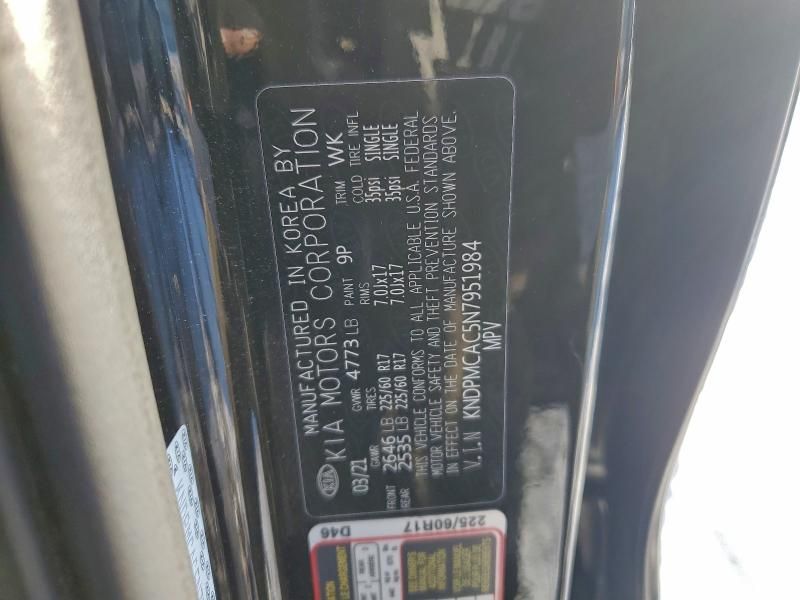 MANUFACTURED IN KOREA BY
KIA KIA MOTORS CORPORATION
03/21 GVWR 4773 LB PAINT 9P TRIM WK
GAWR TIRES RIMS COLD TIRE INFL
FRONT 2646 LB 225/60 R17 7.0Jx17 35psi SINGLE
REAR 2535 LB 225/60 R17 7.0Jx17 35psi SINGLE
THIS VEHICLE CONFORMS TO ALL APPLICABLE U.S.A. FEDERAL
MOTOR VEHICLE SAFETY AND THEFT PREVENTION STANDARDS
IN EFFECT ON THE DATE OF MANUFACTURE SHOWN ABOVE.
V.I.N KNDPMCAC5N7951984
MPV
D46
225/60R17